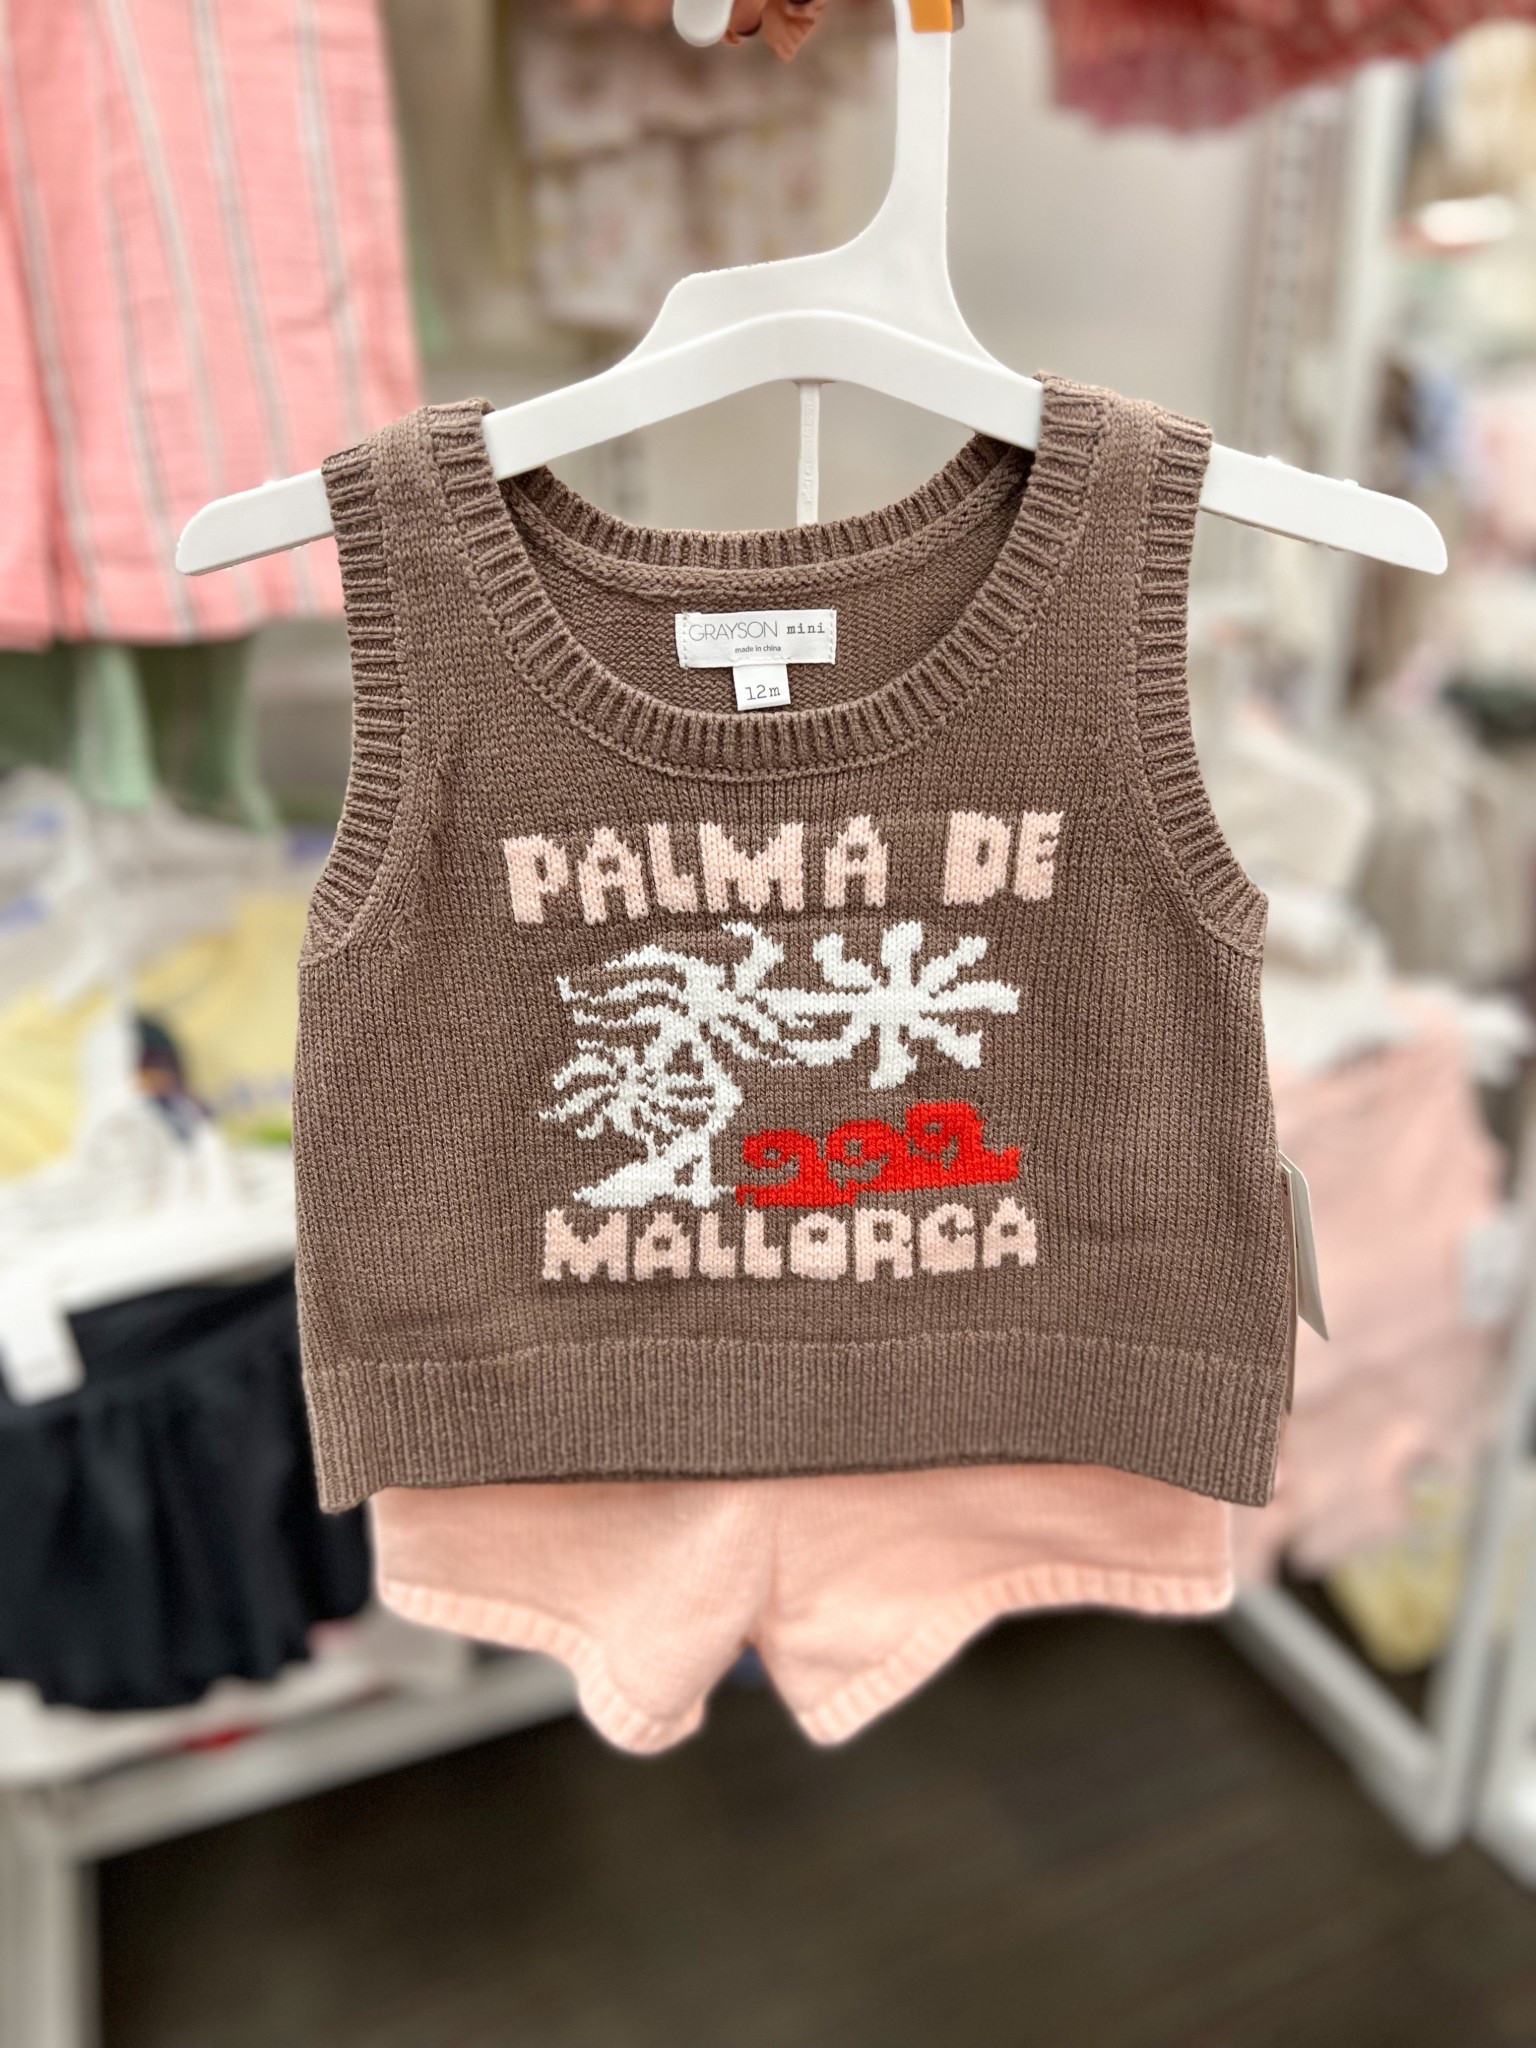 GRAYSON mini
made in china
12m
PALMA DE
MALLORCA